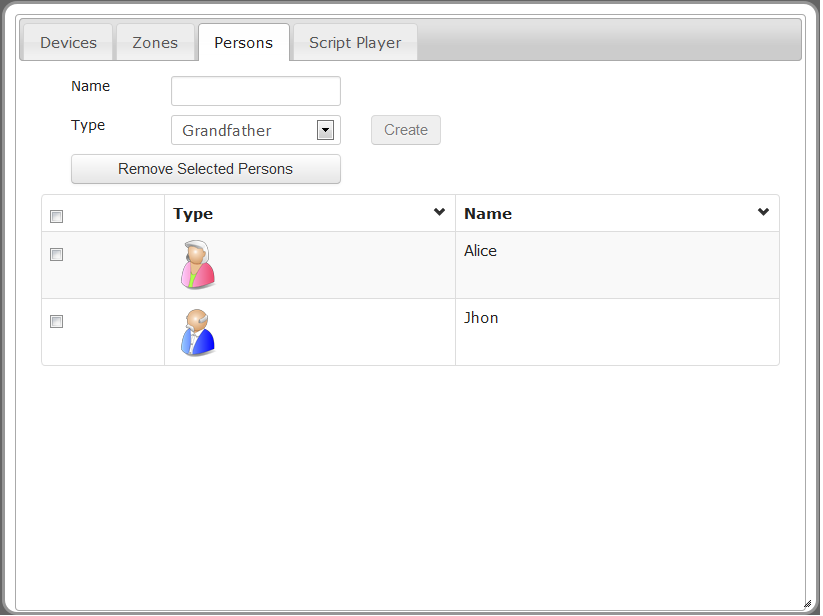 Devices Zones Persons Script Player
Name
Type Grandfather Create
Remove Selected Persons
Type Name
Alice
Jhon